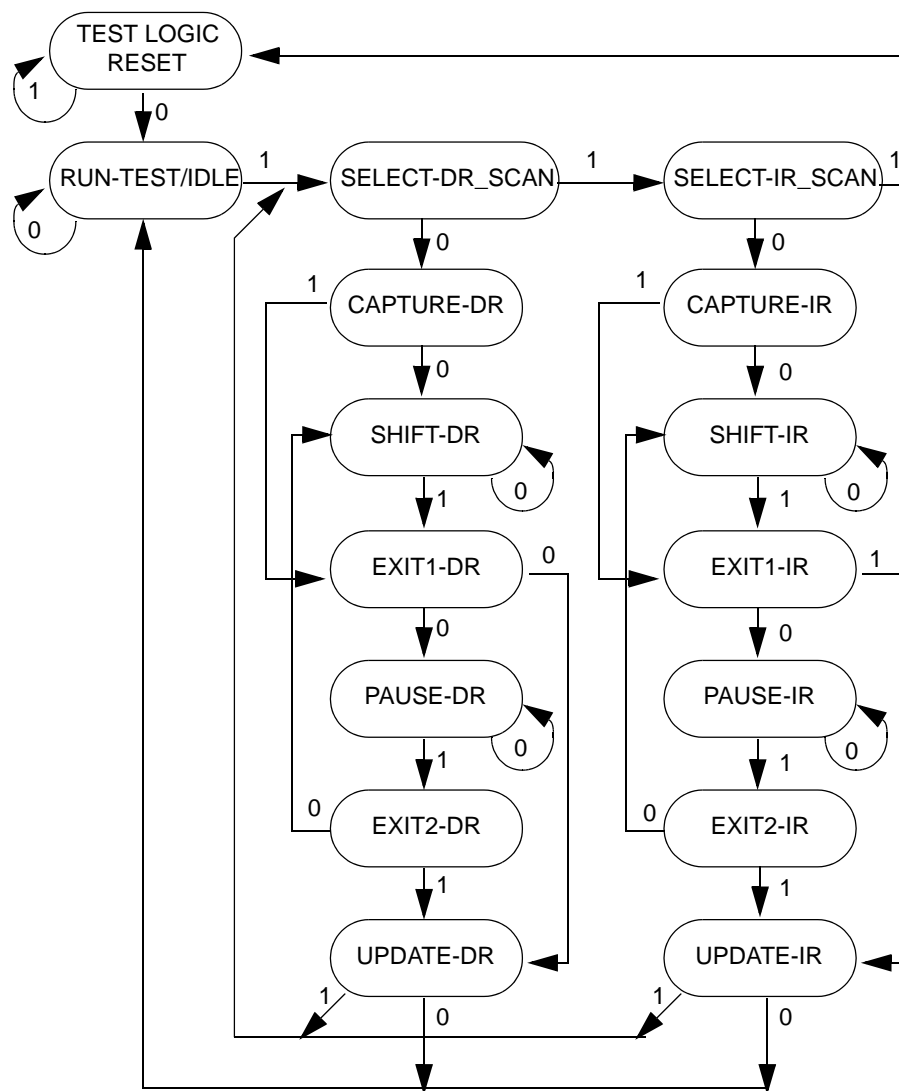 TEST LOGIC
RESET
1
0
RUN-TEST/IDLE
1
SELECT-DR_SCAN
1
SELECT-IR_SCAN
1
0
0
0
1
CAPTURE-DR
1
CAPTURE-IR
0
0
SHIFT-DR
SHIFT-IR
0
0
1
1
EXIT1-DR
0
EXIT1-IR
1
0
0
PAUSE-DR
PAUSE-IR
0
0
1
1
0
EXIT2-DR
0
EXIT2-IR
1
1
UPDATE-DR
UPDATE-IR
1
0
1
0